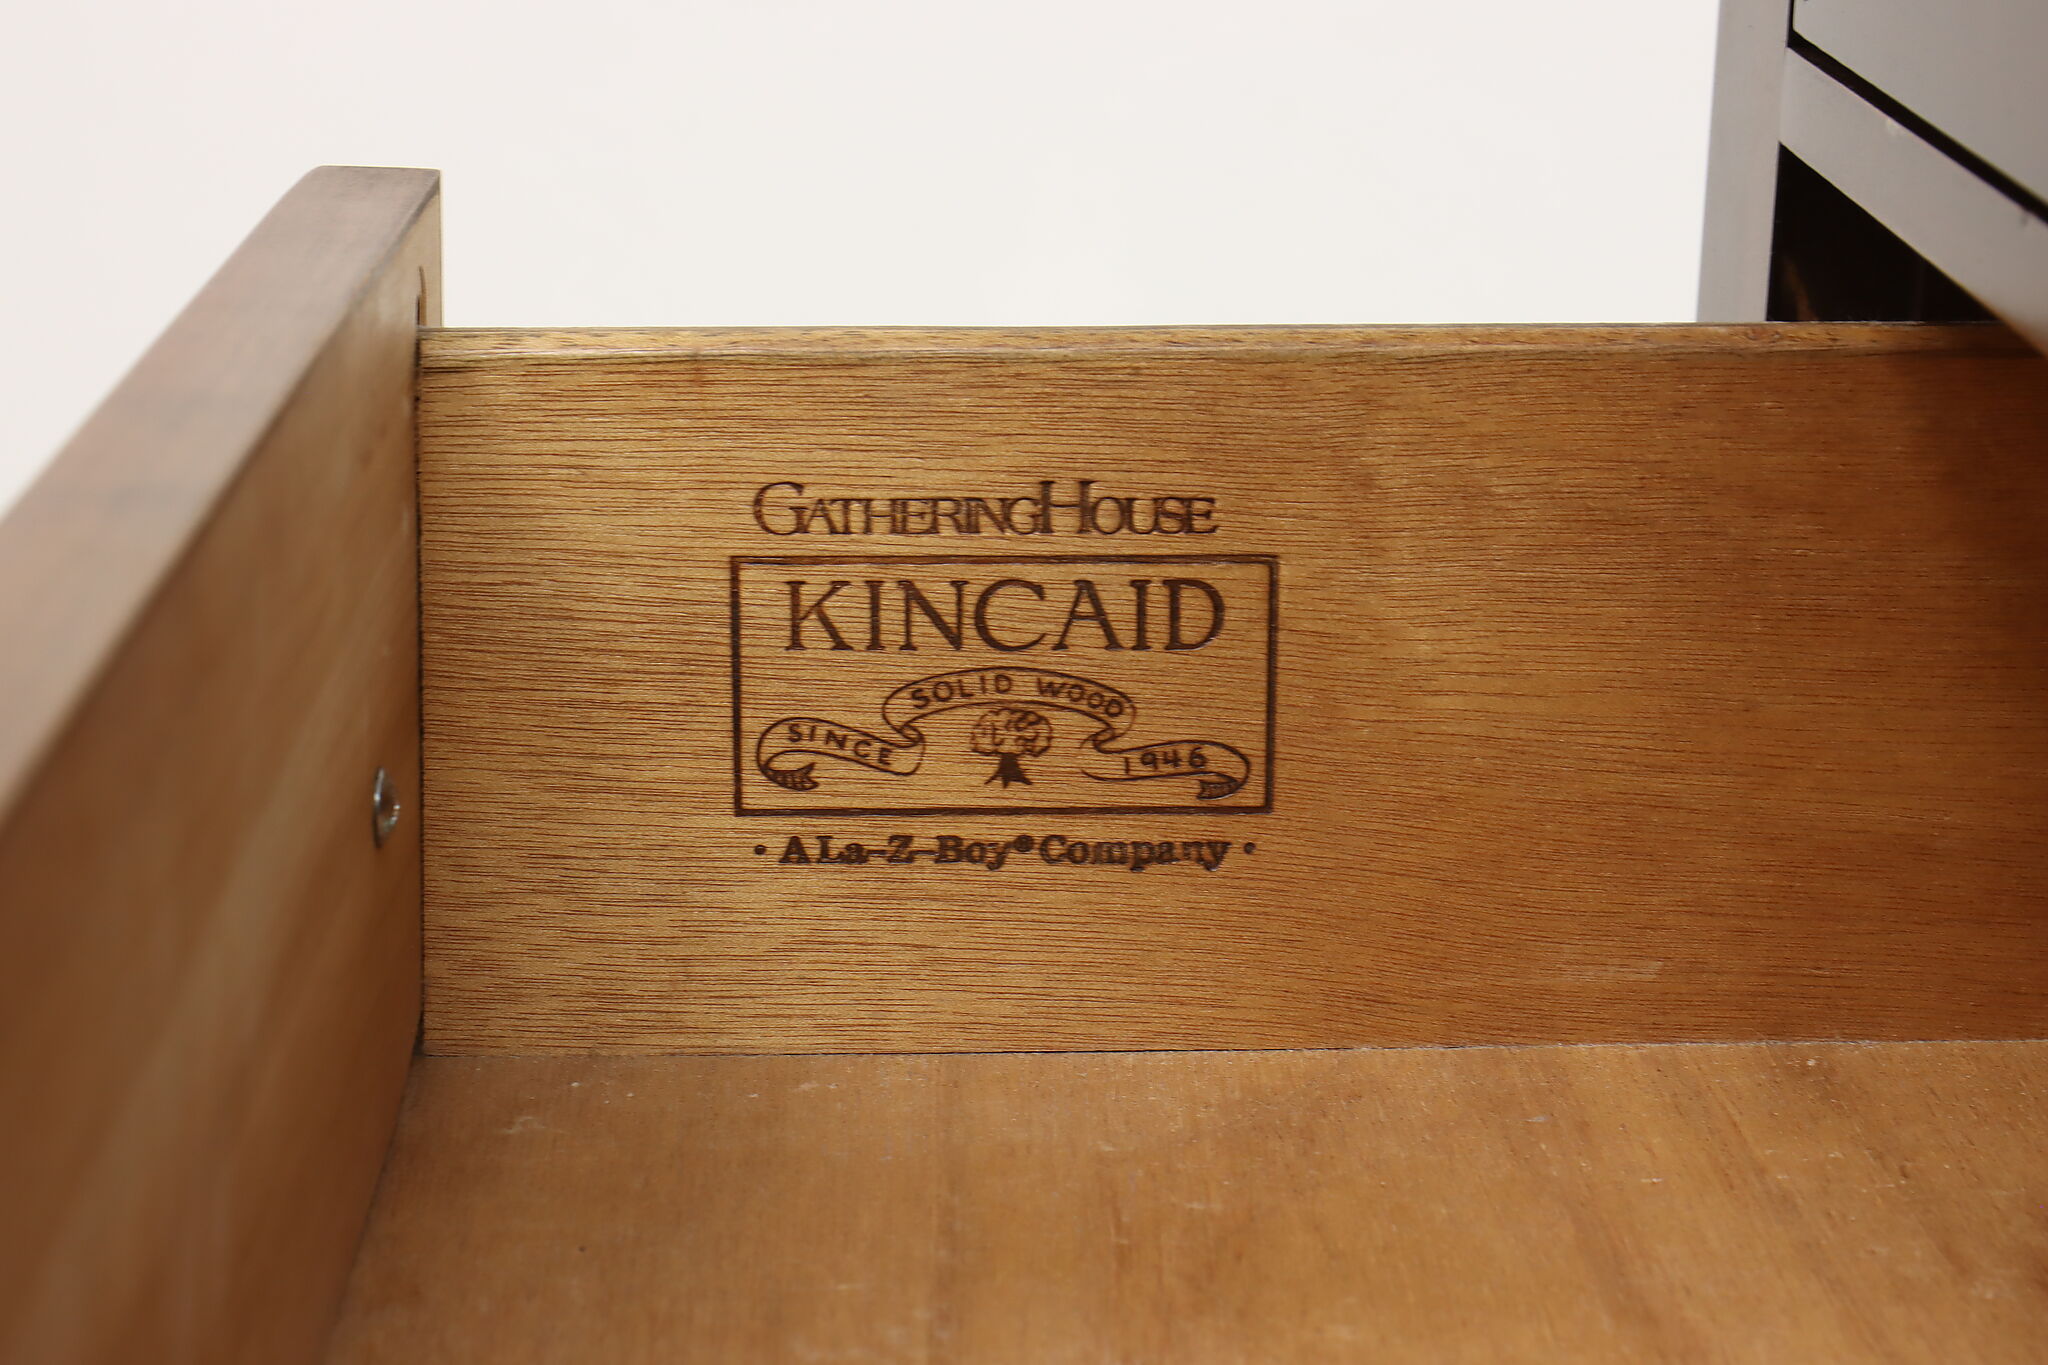 GATHERINGHOUSE
KINCAID
SINCE SOLID WOOD 1946
• A La-Z-Boy® Company •